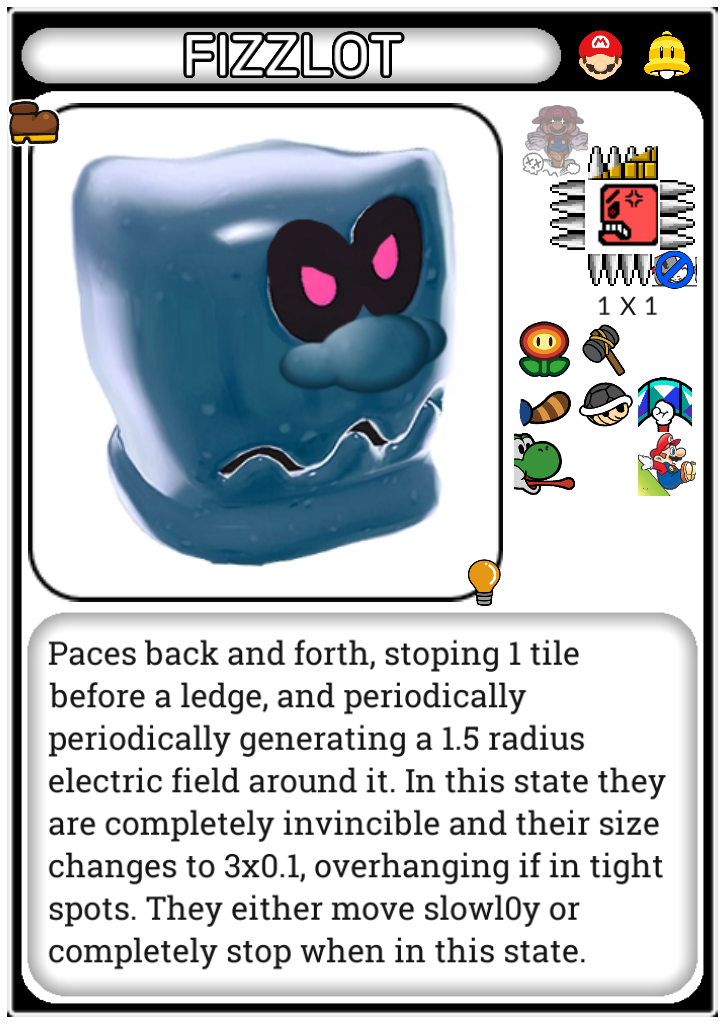 FIZZLOT
1 X 1
Paces back and forth, stoping 1 tile
before a ledge, and periodically
periodically generating a 1.5 radius
electric field around it. In this state they
are completely invincible and their size
changes to 3x0.1, overhanging if in tight
spots. They either move slowl0y or
completely stop when in this state.